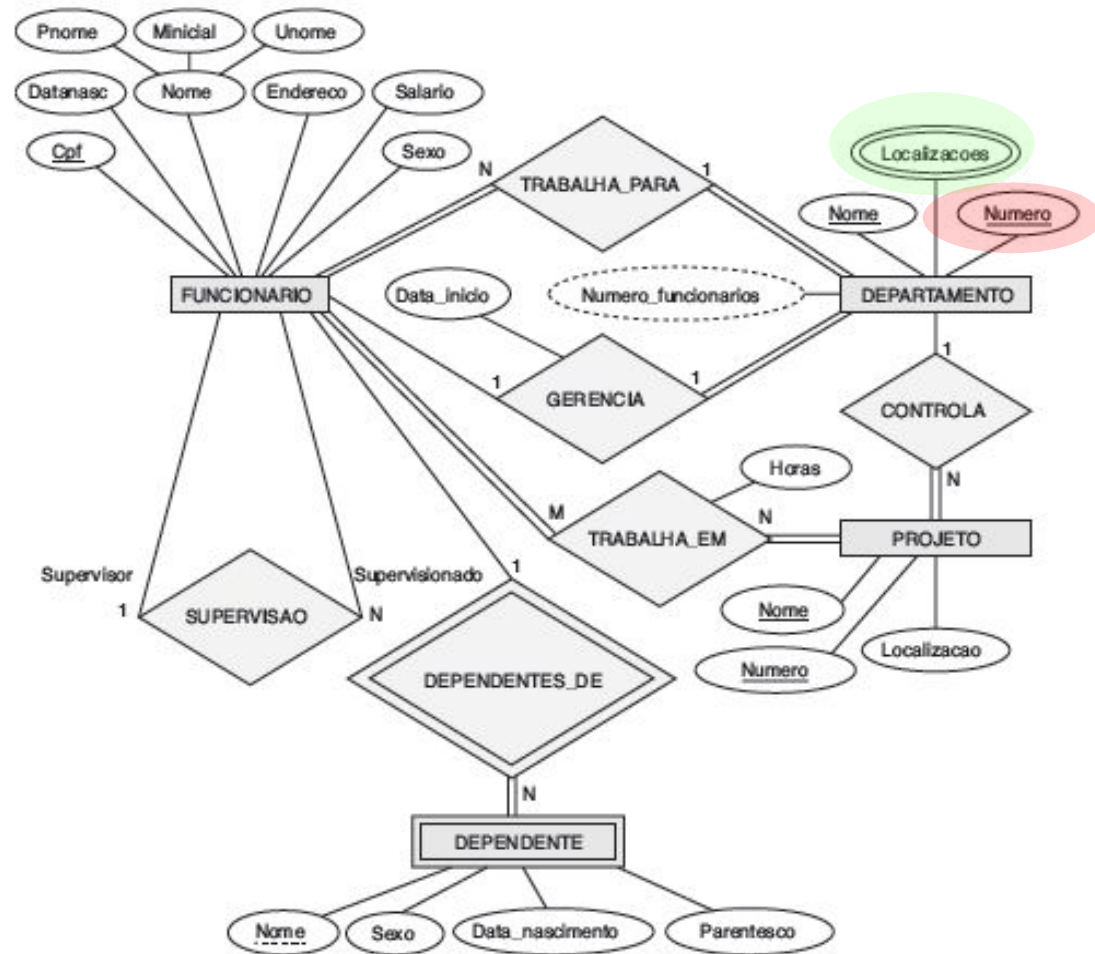 Pnome Minicial Unome
Datanasc Nome Endereco Salario
Cpf Sexo
Localizacoes
N TRABALHA_PARA 1
Nome Numero
FUNCIONARIO Data_inicio Numero_funcionarios DEPARTAMENTO
1 GERENCIA 1
1
CONTROLA
N
Horas
M TRABALHA_EM N
PROJETO
Supervisor Supervisionado
1 SUPERVISAO N
1
Nome
Numero Localizacao
DEPENDENTES_DE
N
DEPENDENTE
Nome Sexo Data_nascimento Parentesco